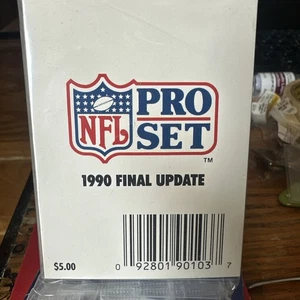 NFL
PRO
SET
TM
1990 FINAL UPDATE
$5.00
0 92801 90103 7